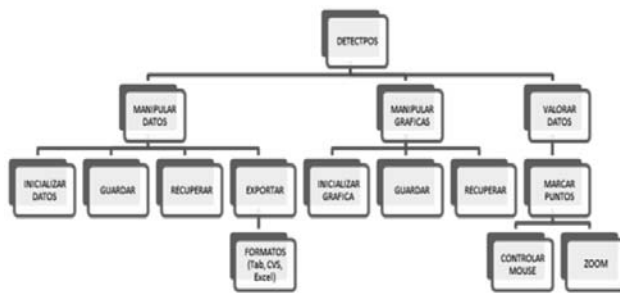 DETECTPOS
MANIPULAR
DATOS
MANIPULAR
GRAFICAS
VALORAR
DATOS
INICIALIZAR
DATOS
GUARDAR
RECUPERAR
EXPORTAR
INICIALIZAR
GRAFICA
GUARDAR
RECUPERAR
MARCAR
PUNTOS
FORMATOS
(Tab, CVS,
Excel)
CONTROLAR
MOUSE
ZOOM